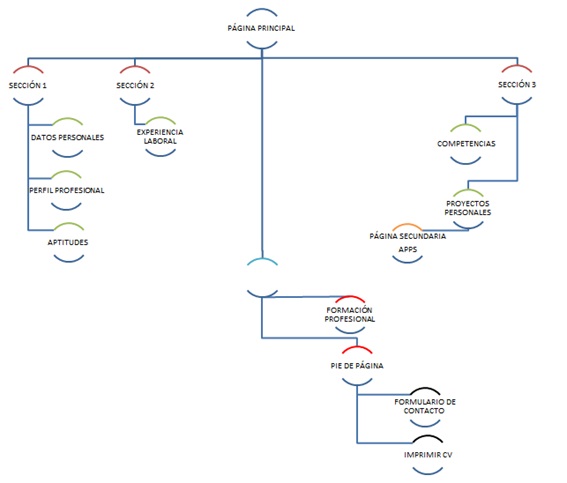 PÁGINA PRINCIPAL
SECCIÓN 1
SECCIÓN 2
SECCIÓN 3
DATOS PERSONALES
PERFIL PROFESIONAL
APTITUDES
EXPERIENCIA
LABORAL
COMPETENCIAS
PROYECTOS
PERSONALES
PÁGINA SECUNDARIA
APPS
FORMACIÓN
PROFESIONAL
PIE DE PÁGINA
FORMULARIO DE
CONTACTO
IMPRIMIR CV